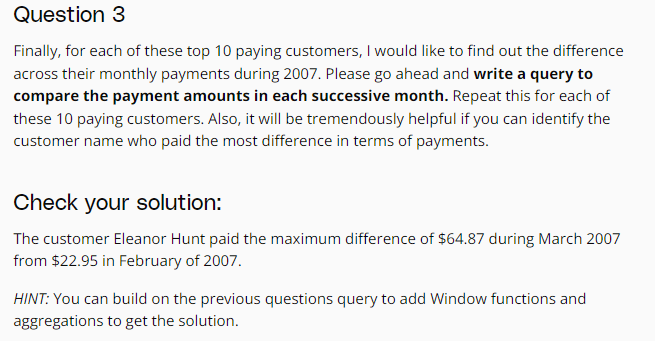 Question 3
Finally, for each of these top 10 paying customers, I would like to find out the difference
across their monthly payments during 2007. Please go ahead and write a query to
compare the payment amounts in each successive month. Repeat this for each of
these 10 paying customers. Also, it will be tremendously helpful if you can identify the
customer name who paid the most difference in terms of payments.
Check your solution:
The customer Eleanor Hunt paid the maximum difference of $64.87 during March 2007
from $22.95 in February of 2007.
HINT: You can build on the previous questions query to add Window functions and
aggregations to get the solution.